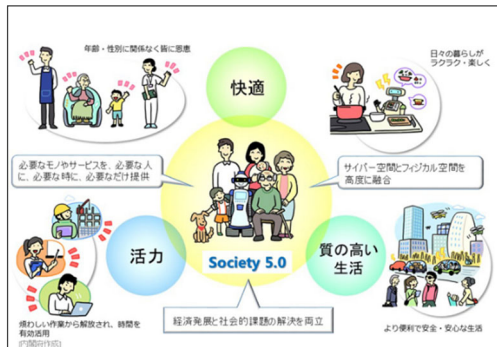 年齢・性別に関係なく皆に恩恵
快適
日々の暮らしが
ラクラク・楽しく
必要なモノやサービスを、必要な人
に、必要な時に、必要なだけ提供
サイバー空間とフィジカル空間を
高度に融合
活力
Society 5.0
質の高い
生活
経済発展と社会的課題の解決を両立
煩わしい作業から解放され、時間を
有効活用
より便利で安全・安心な生活
[内閣府作成]